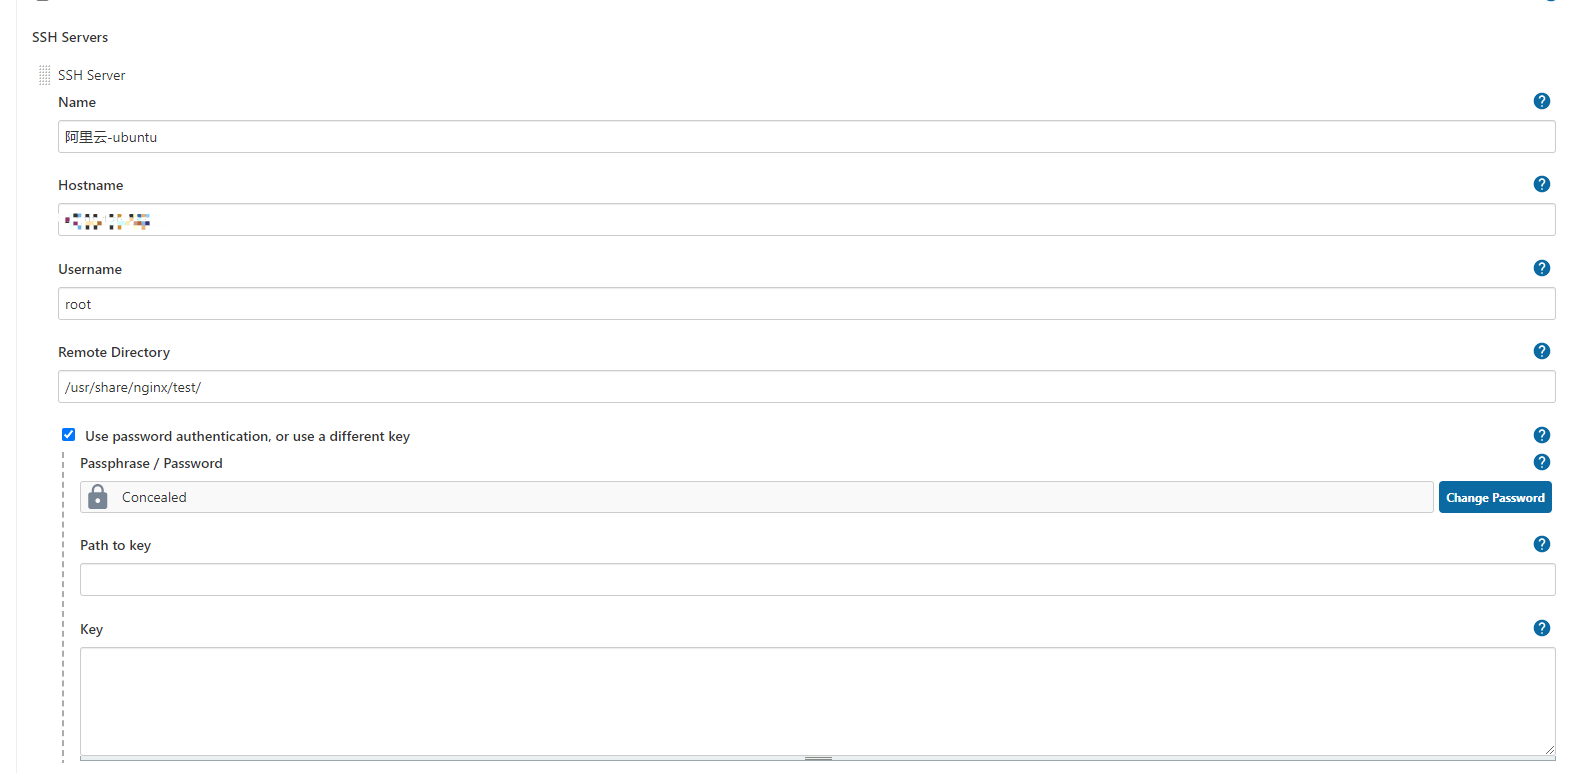 SSH Servers
SSH Server
Name
阿里云-ubuntu
Hostname
Username
root
Remote Directory
/usr/share/nginx/test/
Use password authentication, or use a different key
Passphrase / Password
Concealed
Change Password
Path to key
Key